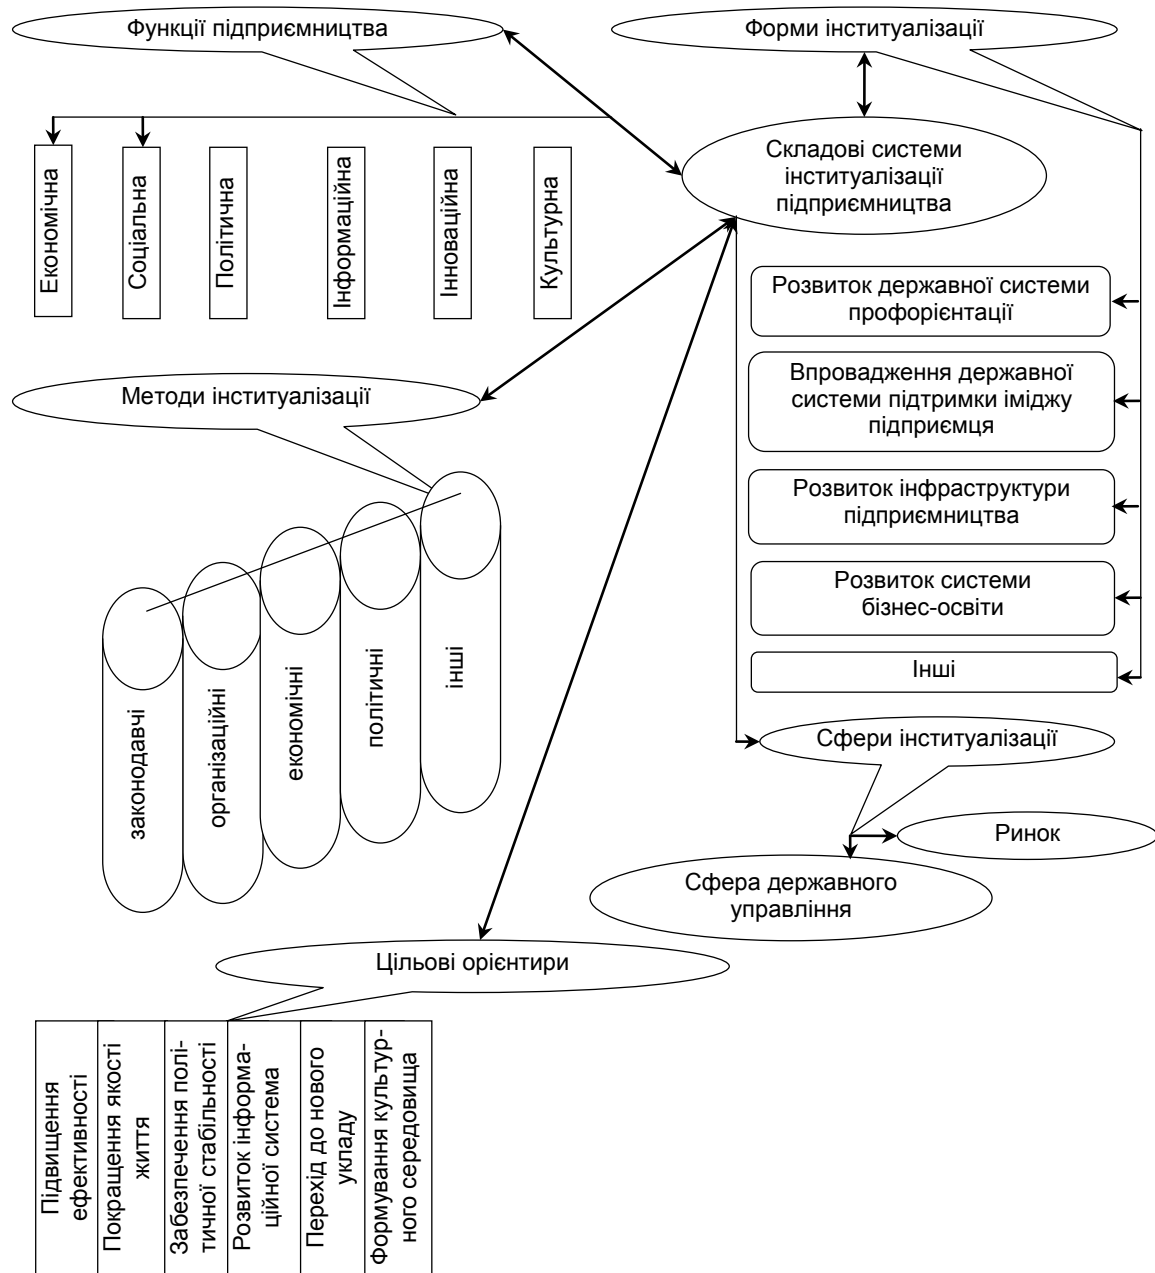 Функції підприємництва
Форми інституалізації
Складові системи
інституалізації
підприємництва
Економічна
Соціальна
Політична
Інформаційна
Інноваційна
Культурна
Розвиток державної системи
профорієнтації
Впровадження державної
системи підтримки іміджу
підприємця
Розвиток інфраструктури
підприємництва
Розвиток системи
бізнес-освіти
Інші
Методи інституалізації
законодавчі
організаційні
економічні
політичні
інші
Сфери інституалізації
Ринок
Сфера державного
управління
Цільові орієнтири
Підвищення
ефективності
Покращення якості
життя
Забезпечення полі-
тичної стабільності
Розвиток інформа-
ційної система
Перехід до нового
укладу
Формування культур-
ного середовища